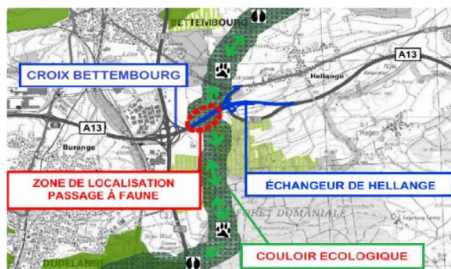 BETTEMBOURG
A13
Hellange
CROIX BETTEMBOURG
A13
Burange
ZONE DE LOCALISATION
PASSAGE À FAUNE
ÉCHANGEUR DE HELLANGE
FORÊT DOMANIALE
COULOIR ECOLOGIQUE
DUDELANGE